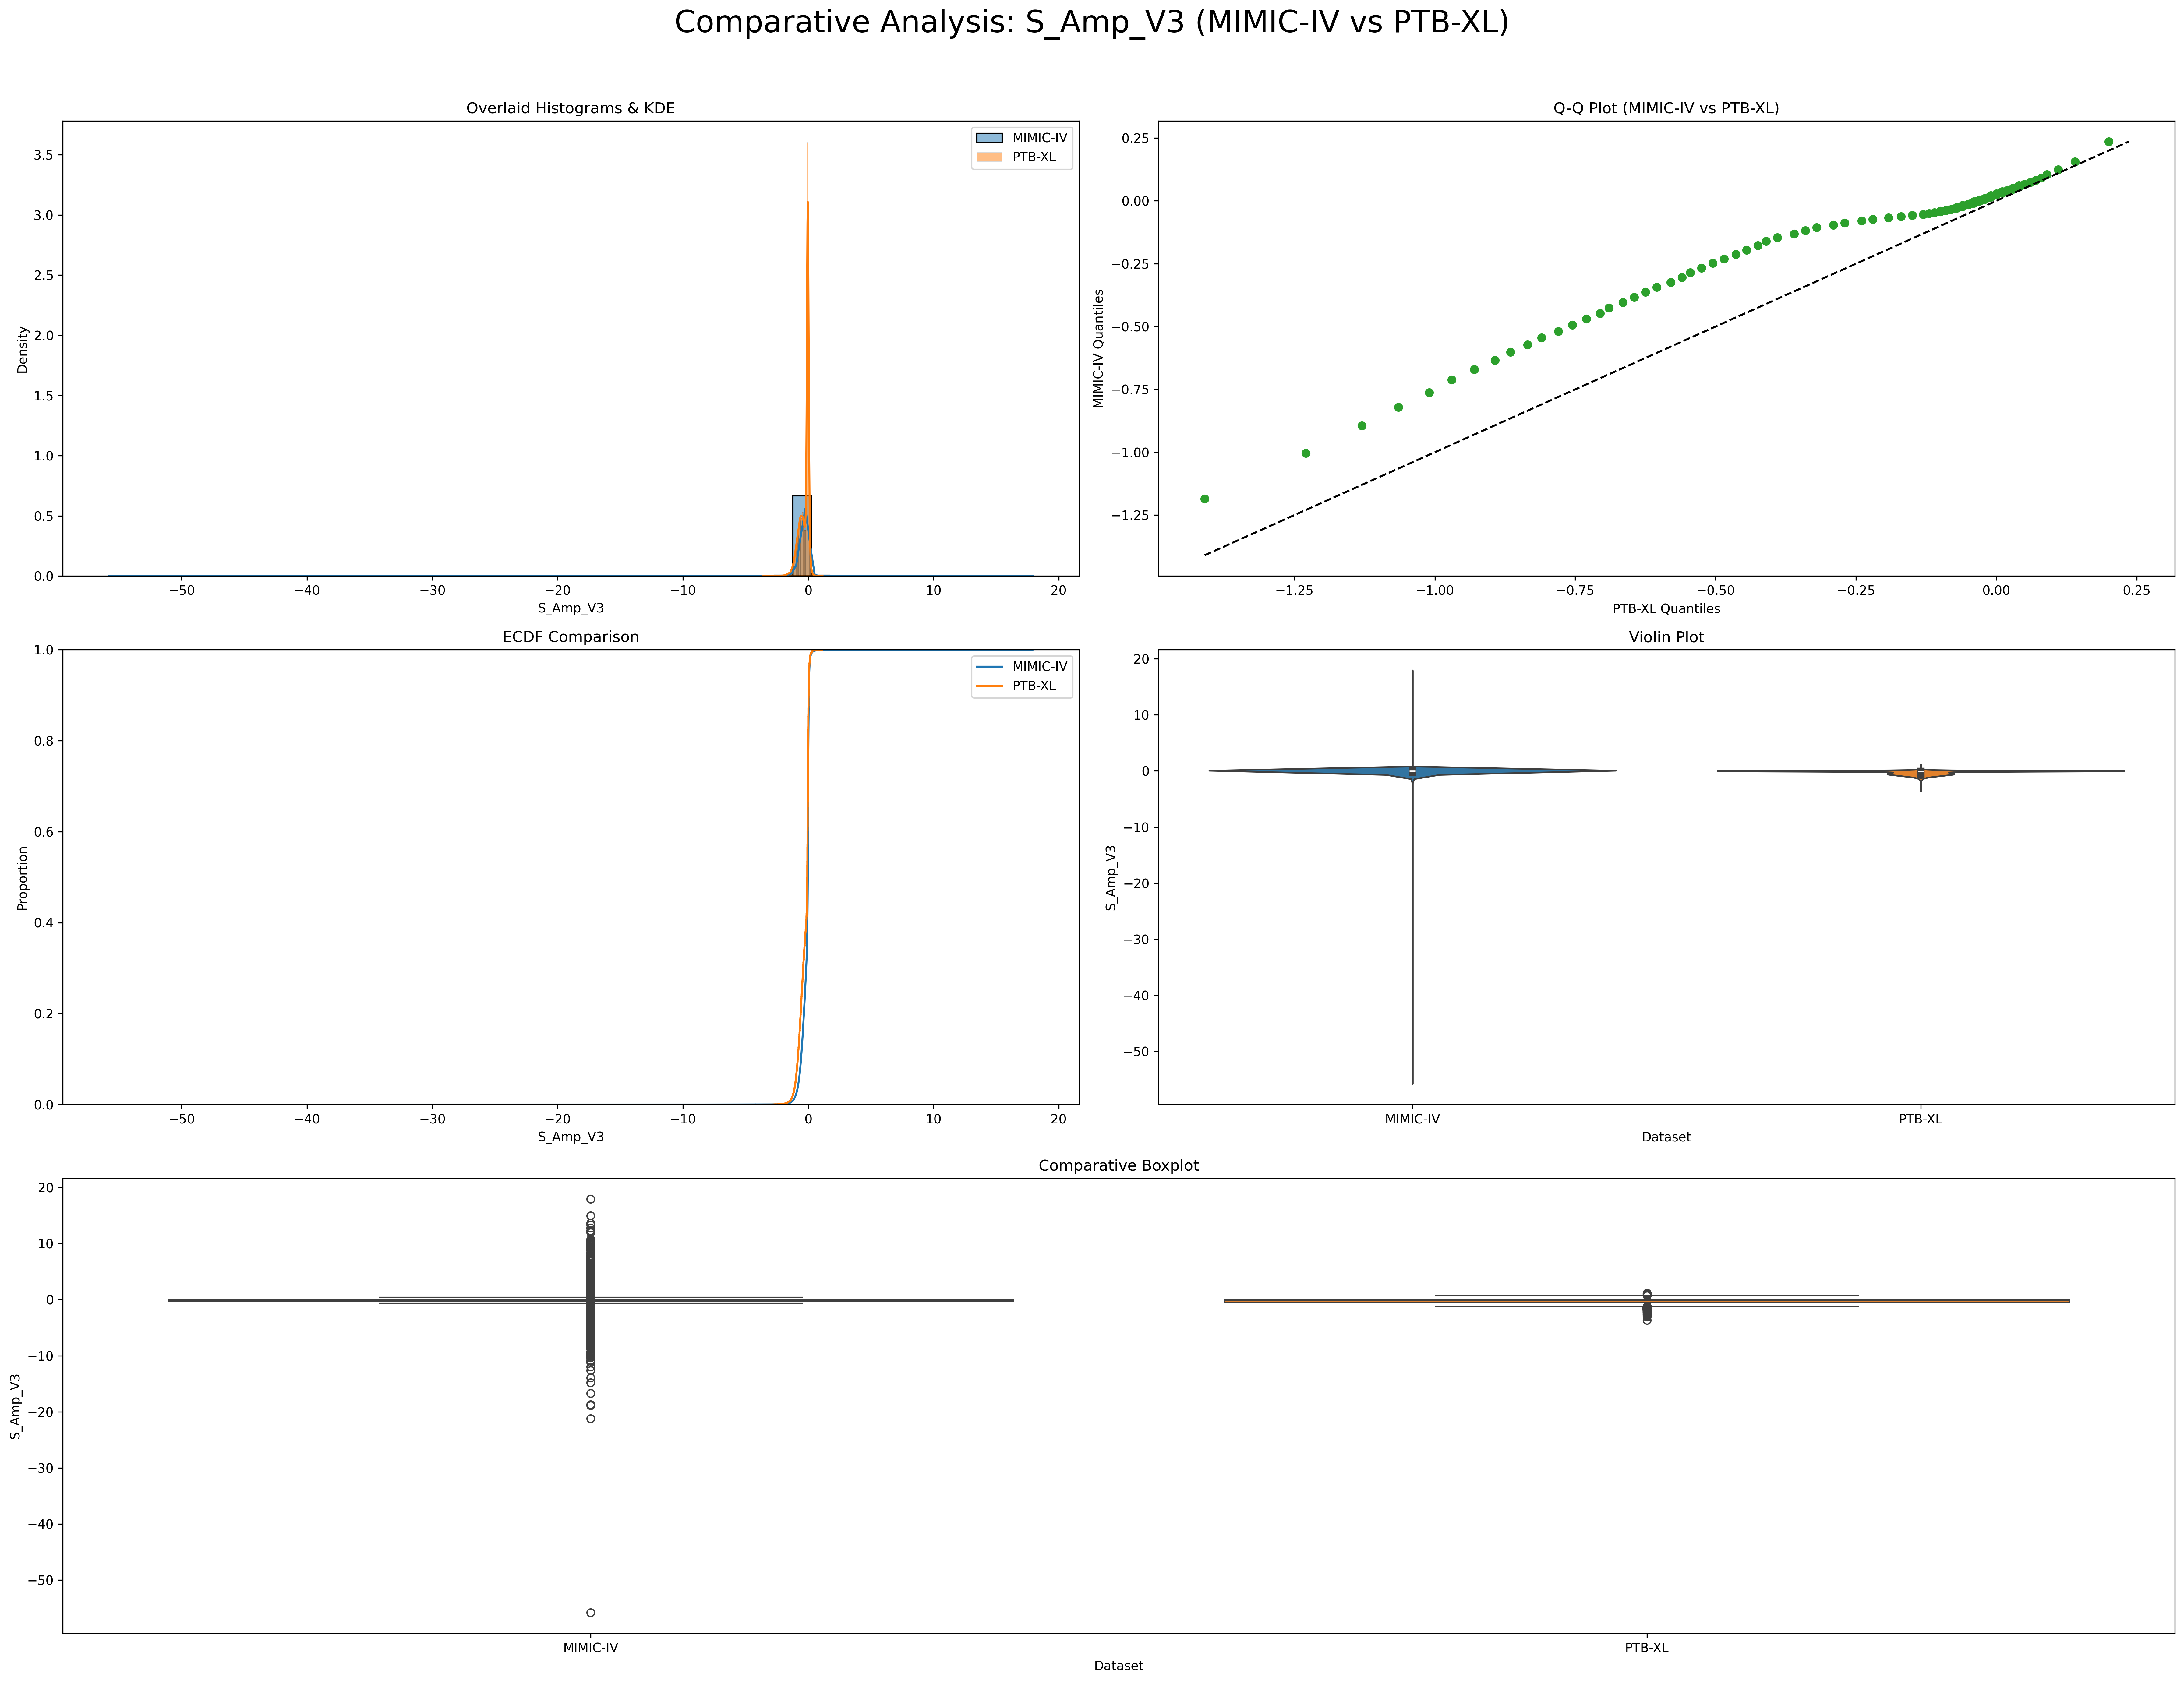 Comparative Analysis: S_Amp_V3 (MIMIC-IV vs PTB-XL)
Overlaid Histograms & KDE
MIMIC-IV
PTB-XL
Density
3.5
3.0
2.5
2.0
1.5
1.0
0.5
0.0
−50 −40 −30 −20 −10 0 10 20
S_Amp_V3
Q-Q Plot (MIMIC-IV vs PTB-XL)
MIMIC-IV Quantiles
0.25
0.00
−0.25
−0.50
−0.75
−1.00
−1.25
−1.25 −1.00 −0.75 −0.50 −0.25 0.00 0.25
PTB-XL Quantiles
ECDF Comparison
MIMIC-IV
PTB-XL
Proportion
1.0
0.8
0.6
0.4
0.2
0.0
−50 −40 −30 −20 −10 0 10 20
S_Amp_V3
Violin Plot
S_Amp_V3
20
10
0
−10
−20
−30
−40
−50
MIMIC-IV PTB-XL
Dataset
Comparative Boxplot
S_Amp_V3
20
10
0
−10
−20
−30
−40
−50
MIMIC-IV PTB-XL
Dataset